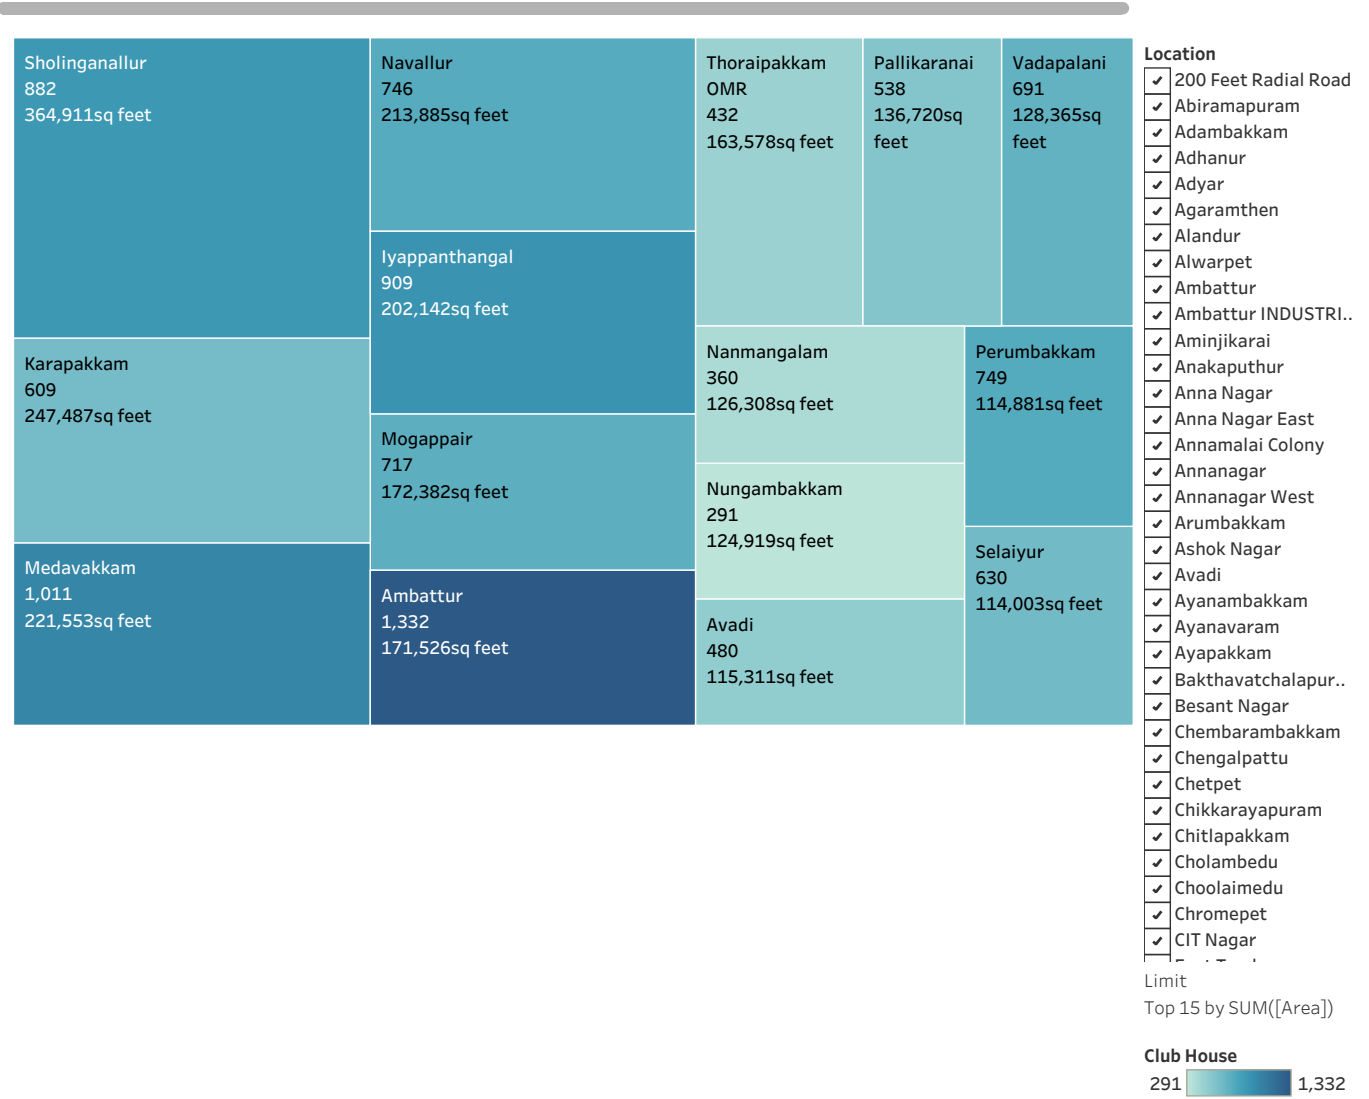 Sholinganallur
882
364,911sq feet
Karapakkam
609
247,487sq feet
Medavakkam
1,011
221,553sq feet
Navallur
746
213,885sq feet
Iyappanthangal
909
202,142sq feet
Mogappair
717
172,382sq feet
Ambattur
1,332
171,526sq feet
Thoraipakkam
OMR
432
163,578sq feet
Pallikaranai
538
136,720sq
feet
Vadapalani
691
128,365sq
feet
Nanmangalam
360
126,308sq feet
Nungambakkam
291
124,919sq feet
Avadi
480
115,311sq feet
Perumbakkam
749
114,881sq feet
Selaiyur
630
114,003sq feet
Location
200 Feet Radial Road
Abiramapuram
Adambakkam
Adhanur
Adyar
Agaramthen
Alandur
Alwarpet
Ambattur
Ambattur INDUSTRI..
Aminjikarai
Anakaputhur
Anna Nagar
Anna Nagar East
Annamalai Colony
Annanagar
Annanagar West
Arumbakkam
Ashok Nagar
Avadi
Ayanambakkam
Ayanavaram
Ayapakkam
Bakthavatchalapur..
Besant Nagar
Chembarambakkam
Chengalpattu
Chetpet
Chikkarayapuram
Chitlapakkam
Cholambedu
Choolaimedu
Chromepet
CIT Nagar
Limit
Top 15 by SUM([Area])
Club House
291 1,332